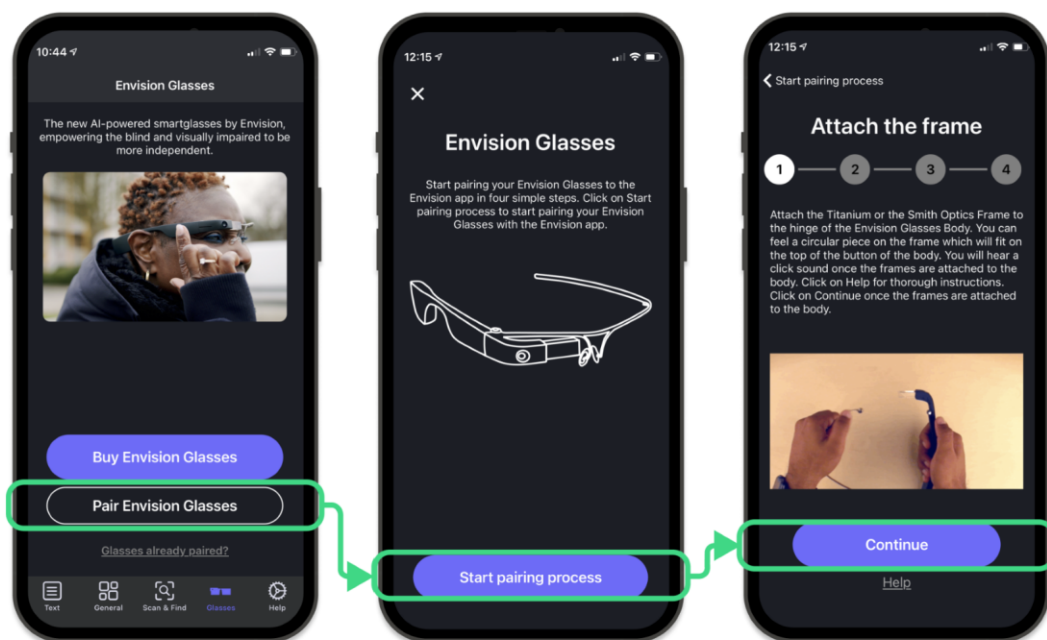 10:44
Envision Glasses
The new AI-powered smartglasses by Envision,
empowering the blind and visually impaired to be
more independent.
Buy Envision Glasses
Pair Envision Glasses
Glasses already paired?
Text
General
Scan & Find
Glasses
Help
12:15
Envision Glasses
Start pairing your Envision Glasses to the
Envision app in four simple steps. Click on Start
pairing process to start pairing your Envision
Glasses with the Envision app.
Start pairing process
12:15
Start pairing process
Attach the frame
1 2 3 4
Attach the Titanium or the Smith Optics Frame to
the hinge of the Envision Glasses Body. You can
feel a circular piece on the frame which will fit on
the top of the button of the body. You will hear a
click sound once the frames are attached to the
body. Click on Help for thorough instructions.
Click on Continue once the frames are attached
to the body.
Continue
Help